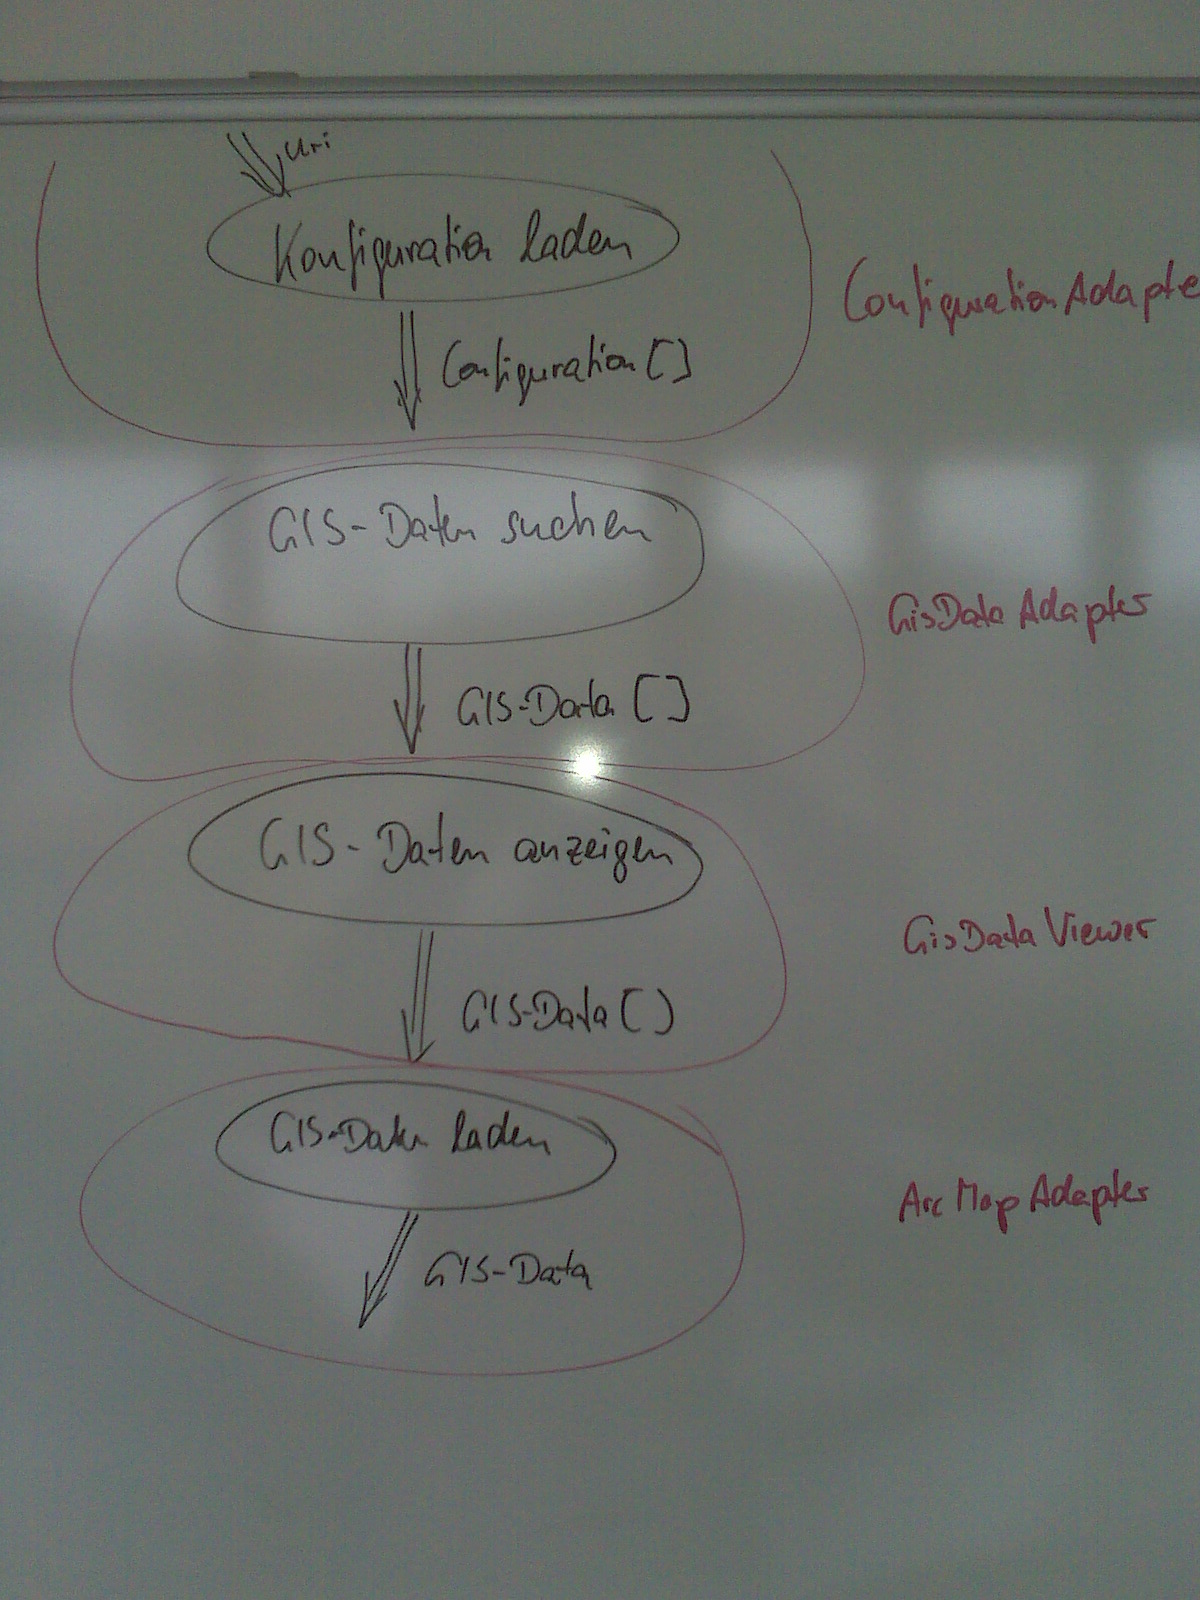 Uri
Konfiguration laden
ConfigurationAdapte
Configuration []
GIS-Daten suchen
GisData Adapter
GIS-Data []
GIS-Daten anzeigen
GisData Viewer
GIS-Data []
GIS-Daten laden
ArcMap Adapter
GIS-Data